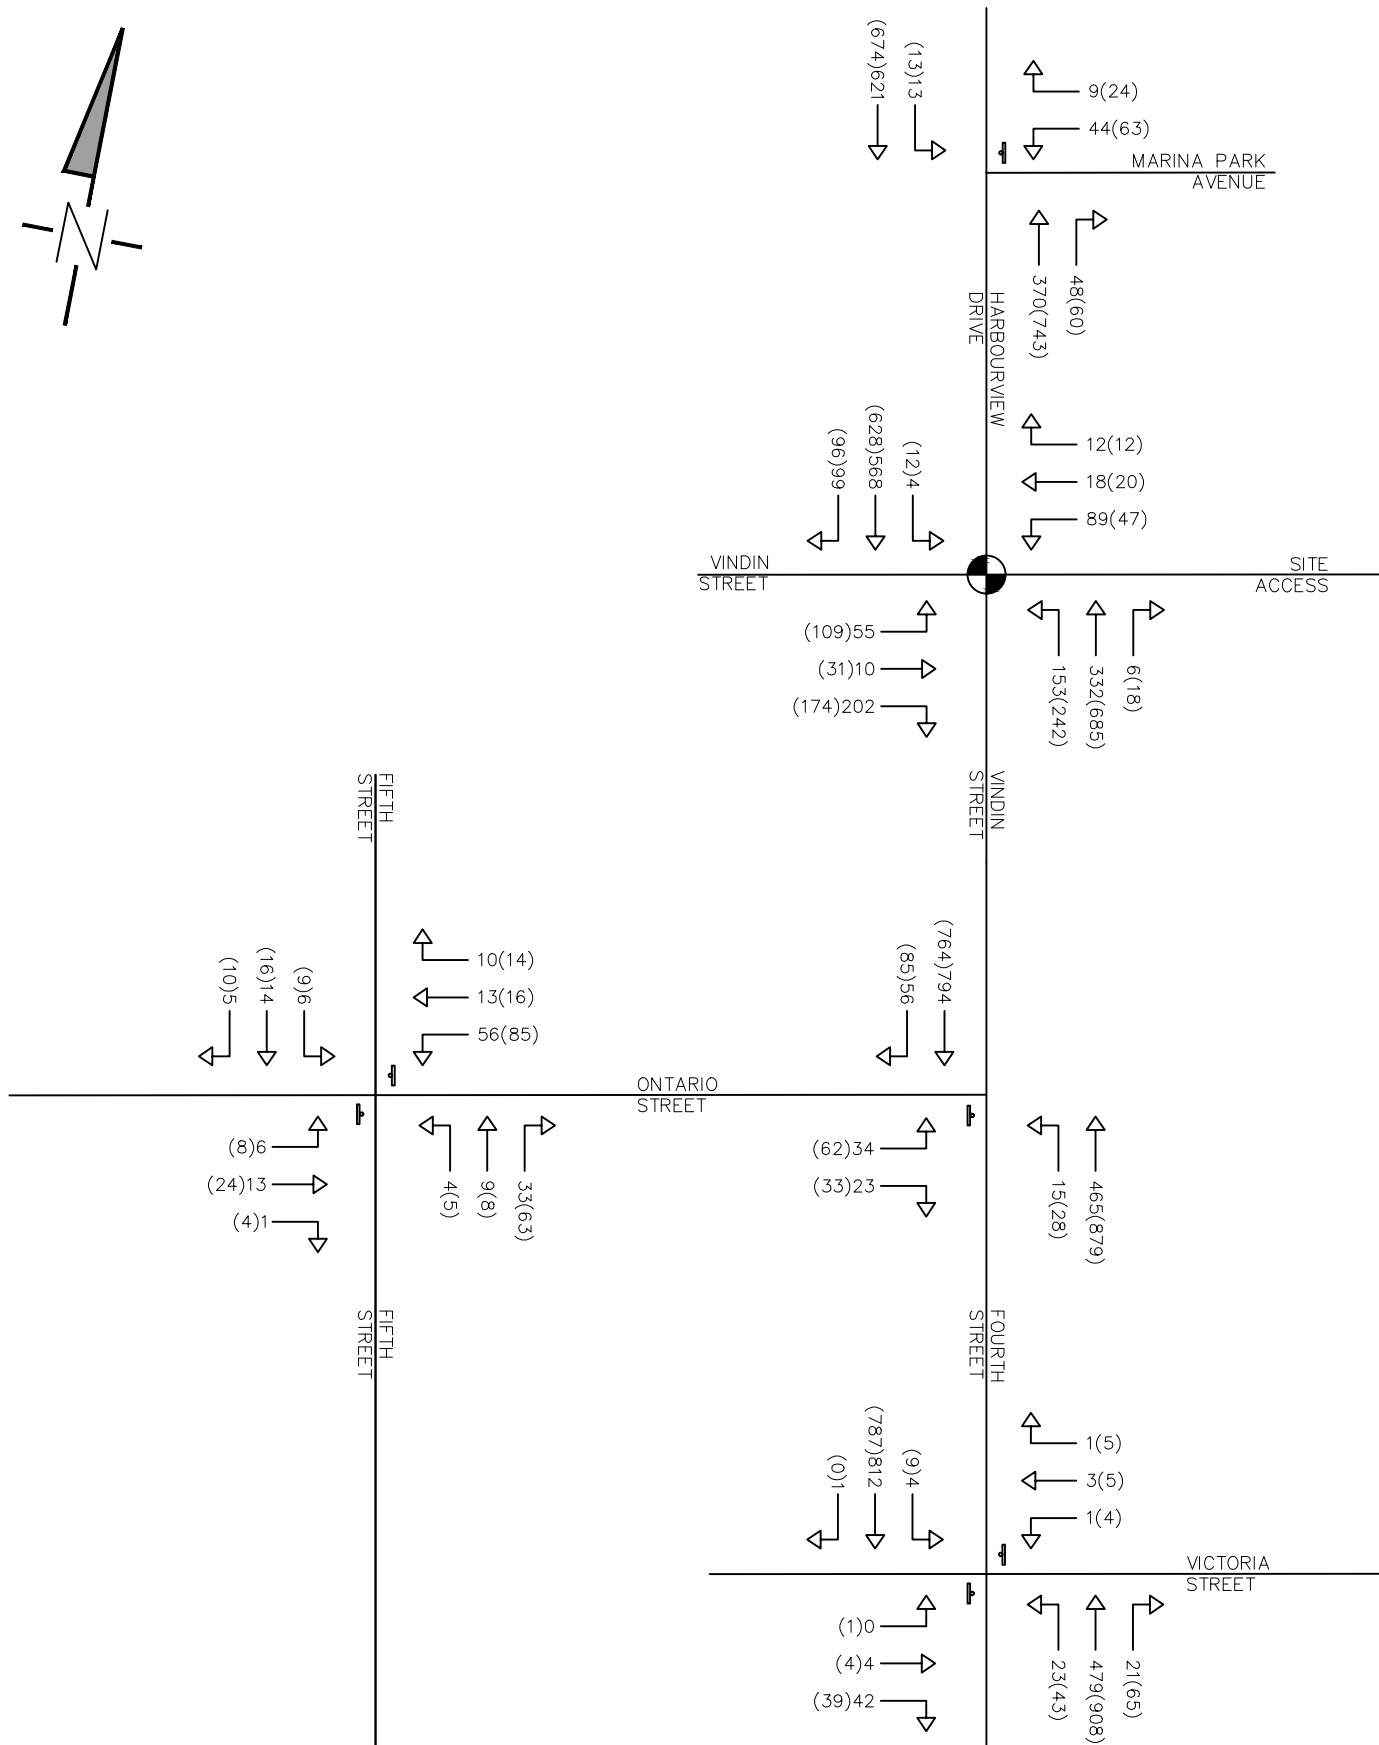 (674)621
(13)13
9(24)
44(63)
MARINA PARK
AVENUE
N
370(743)
48(60)
HARBOURVIEW
DRIVE
(96)99
(628)568
(12)4
12(12)
18(20)
89(47)
VINDIN
STREET
SITE
ACCESS
(109)55
(31)10
(174)202
153(242)
332(685)
6(18)
VINDIN
STREET
FIFTH
STREET
(10)5
(16)14
(9)6
10(14)
13(16)
56(85)
(85)56
(764)794
ONTARIO
STREET
(8)6
(24)13
(4)1
4(5)
9(8)
33(63)
(62)34
(33)23
15(28)
465(879)
FIFTH
STREET
FOURTH
STREET
(0)1
(787)812
(9)4
1(5)
3(5)
1(4)
VICTORIA
STREET
(1)0
(4)4
(39)42
23(43)
479(908)
21(65)